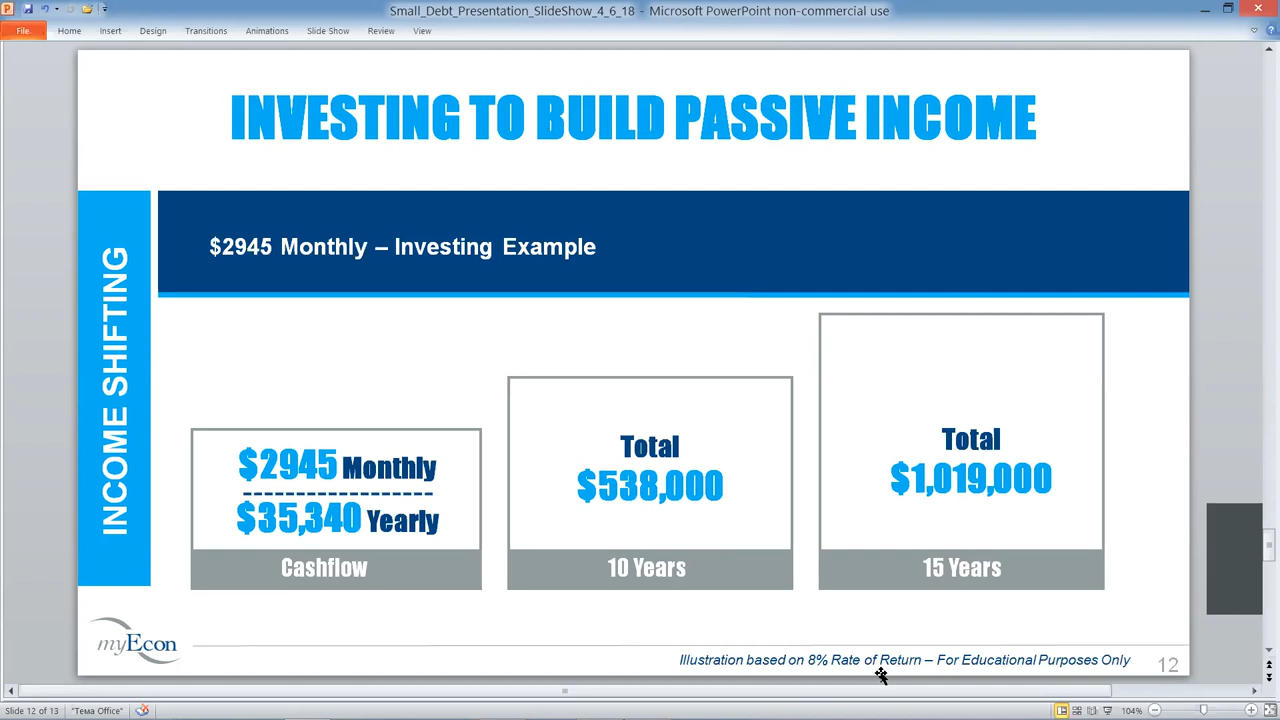 Small_Debt_Presentation_SlideShow_4_6_18 - Microsoft PowerPoint non-commercial use
File Home Insert Design Transitions Animations Slide Show Review View
INVESTING TO BUILD PASSIVE INCOME
INCOME SHIFTING
$2945 Monthly – Investing Example
$2945 Monthly
$35,340 Yearly
Cashflow
Total
$538,000
10 Years
Total
$1,019,000
15 Years
myEcon
Illustration based on 8% Rate of Return – For Educational Purposes Only
12
Slide 12 of 13 "Тема Office" 104%